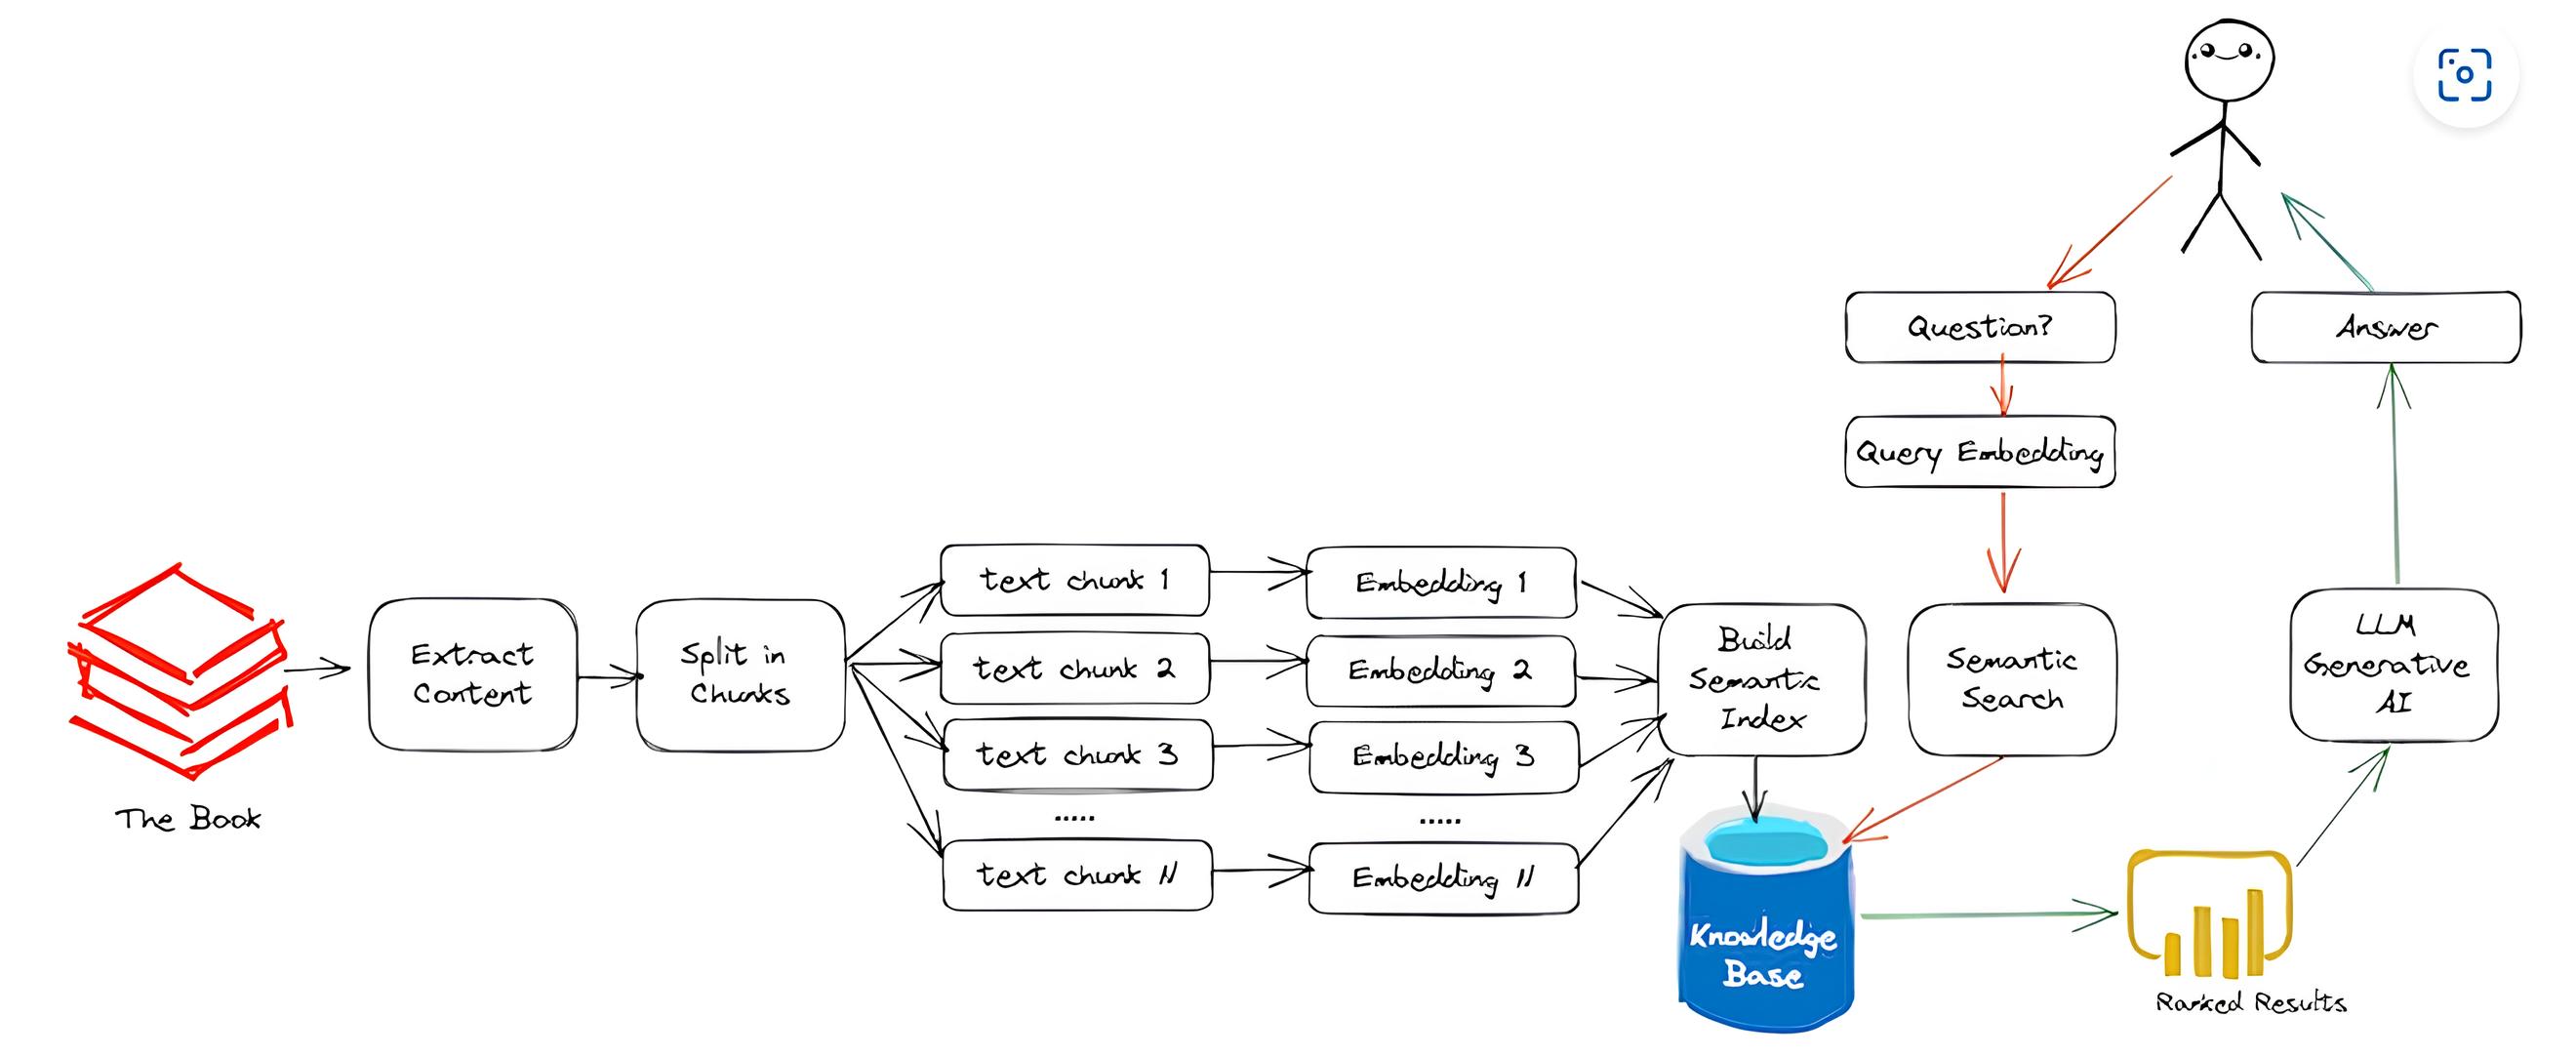 The Book
Extract
Content
Split in
Chunks
text chunk 1
text chunk 2
text chunk 3
.....
text chunk N
Embedding 1
Embedding 2
Embedding 3
.....
Embedding N
Build
Semantic
Index
Knowledge
Base
Question?
Query Embedding
Semantic
Search
Ranked Results
LLM
Generative
AI
Answer